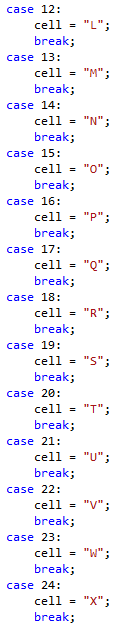 case 12:
    cell = "L";
    break;
case 13:
    cell = "M";
    break;
case 14:
    cell = "N";
    break;
case 15:
    cell = "O";
    break;
case 16:
    cell = "P";
    break;
case 17:
    cell = "Q";
    break;
case 18:
    cell = "R";
    break;
case 19:
    cell = "S";
    break;
case 20:
    cell = "T";
    break;
case 21:
    cell = "U";
    break;
case 22:
    cell = "V";
    break;
case 23:
    cell = "W";
    break;
case 24:
    cell = "X";
    break;